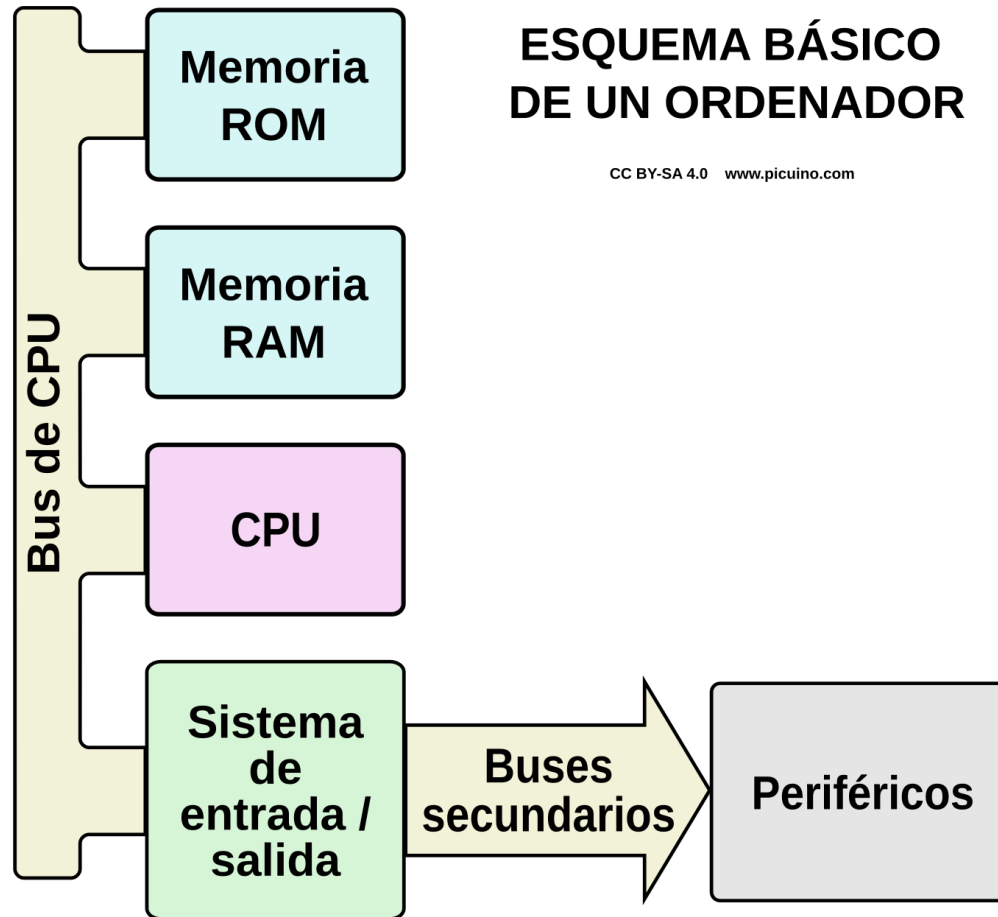 ESQUEMA BÁSICO
DE UN ORDENADOR
CC BY-SA 4.0 www.picuino.com
Memoria
ROM
Memoria
RAM
Bus de CPU
CPU
Sistema
de
entrada /
salida
Buses
secundarios
Periféricos